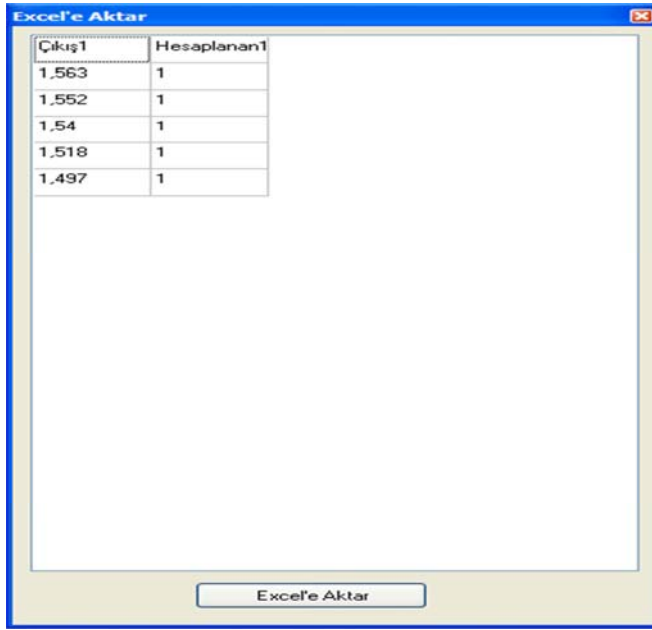 Excel'e Aktar
Çıkış1 Hesaplanan1
1,563 1
1,552 1
1,54 1
1,518 1
1,497 1
Excel'e Aktar